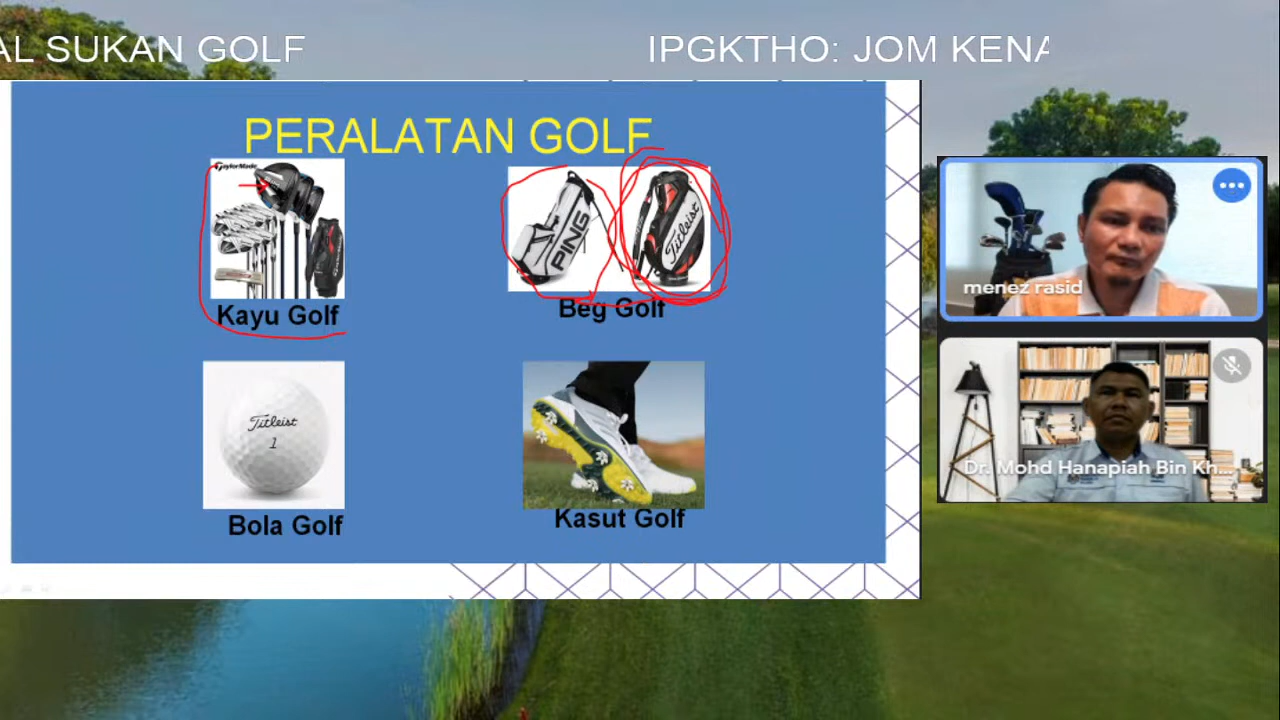 AL SUKAN GOLF
IPGKTHO: JOM KENA
PERALATAN GOLF
TaylorMade
Kayu Golf
PING
Titleist
Beg Golf
Titleist
1
Bola Golf
Kasut Golf
menez rasid
Dr. Mohd Hanapiah Bin Kh...